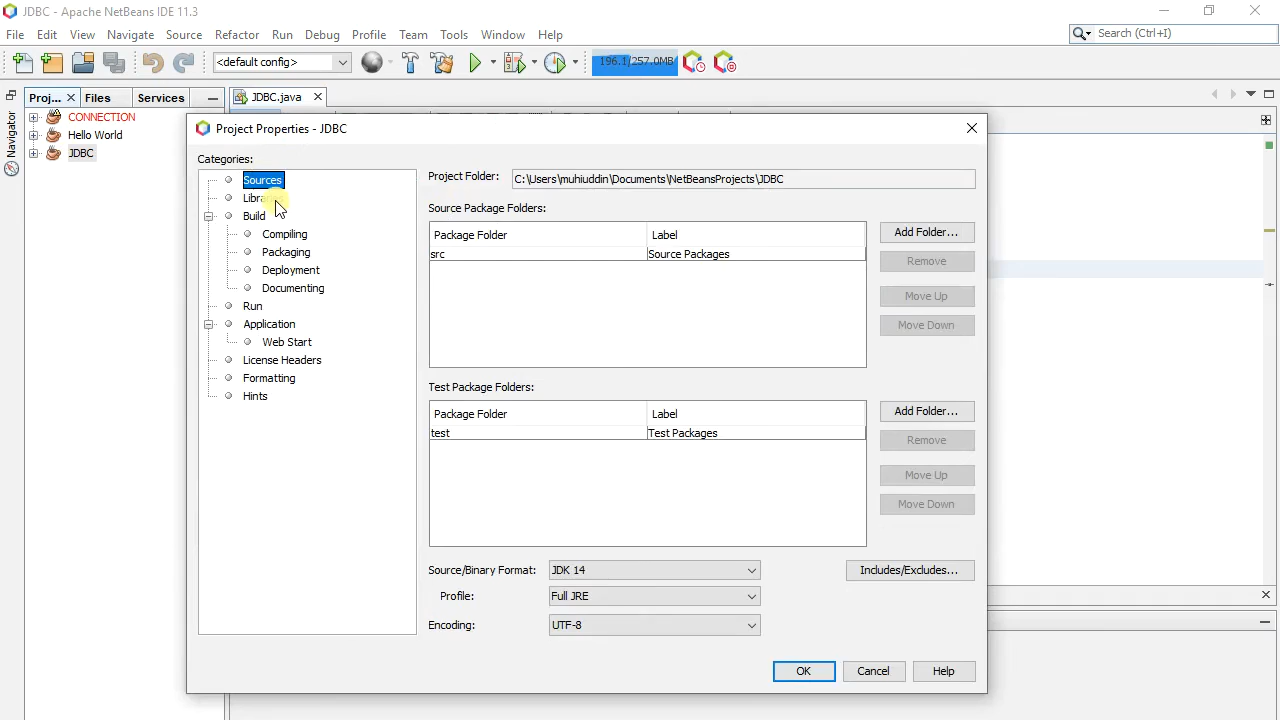 JDBC - Apache NetBeans IDE 11.3
File Edit View Navigate Source Refactor Run Debug Profile Team Tools Window Help
Search (Ctrl+I)
<default config>
196.1/257.0MB
Proj... Files Services
JDBC.java
Navigator
CONNECTION
Hello World
JDBC
Project Properties - JDBC
Categories:
Sources
Build
Compiling
Packaging
Deployment
Documenting
Run
Application
Web Start
License Headers
Formatting
Hints
Project Folder: C:\Users\muhiuddin\Documents\NetBeansProjects\JDBC
Source Package Folders:
Package Folder Label
src Source Packages
Add Folder...
Remove
Move Up
Move Down
Test Package Folders:
Package Folder Label
test Test Packages
Add Folder...
Remove
Move Up
Move Down
Source/Binary Format: JDK 14
Includes/Excludes...
Profile: Full JRE
Encoding: UTF-8
OK Cancel Help